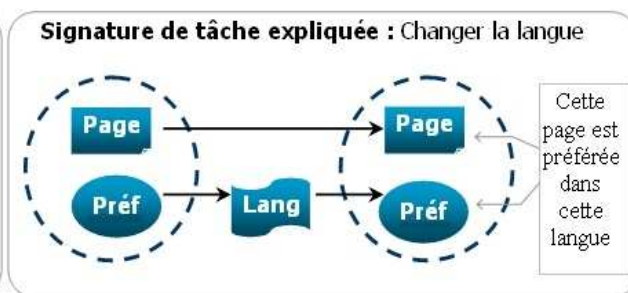 Signature de tâche expliquée : Changer la langue
Page
Page
Préf
Lang
Préf
Cette
page est
préférée
dans
cette
langue